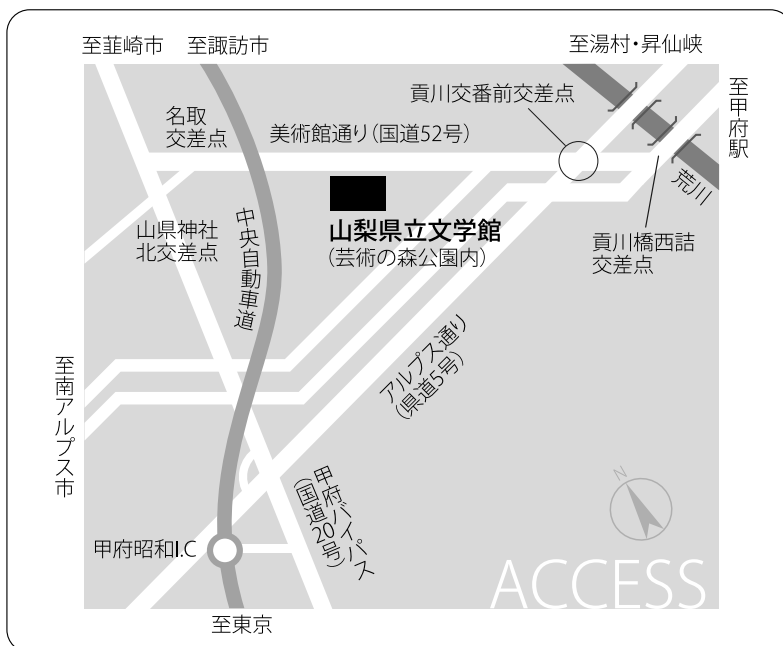 至韮崎市
至諏訪市
至湯村・昇仙峡
貢川交番前交差点
至甲府駅
名取
交差点
美術館通り(国道52号)
荒川
山梨県立文学館
(芸術の森公園内)
山県神社
北交差点
中央自動車道
貢川橋西詰
交差点
アルプス通り
(県道5号)
至南アルプス市
甲府バイパス
(国道20号)
N
甲府昭和I.C
ACCESS
至東京